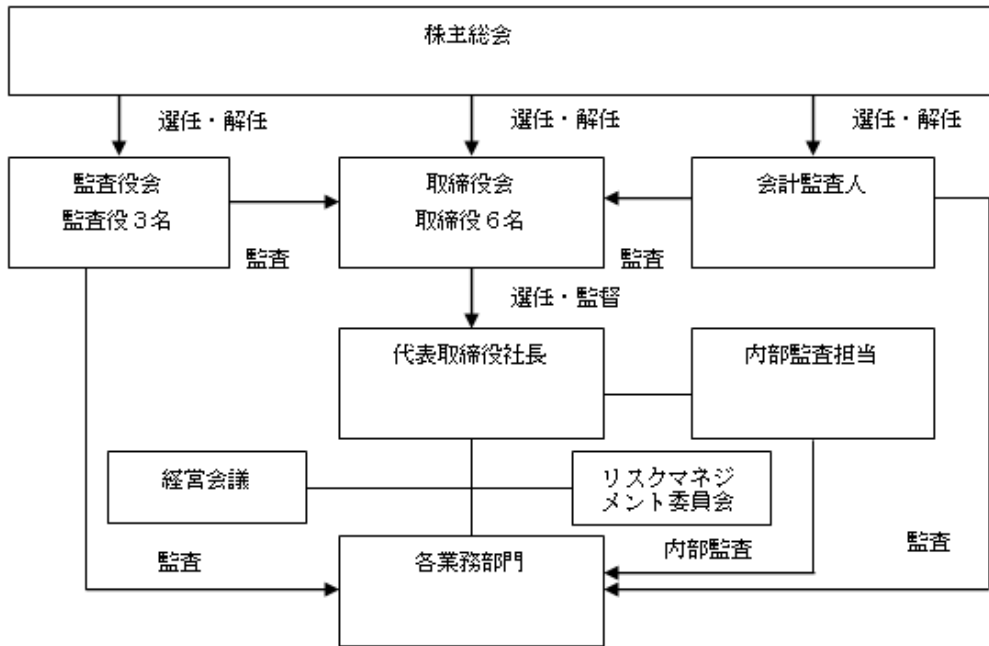 株主総会
選任・解任
選任・解任
選任・解任
監査役会
監査役３名
取締役会
取締役６名
会計監査人
監査
監査
選任・監督
代表取締役社長
内部監査担当
経営会議
リスクマネジ
メント委員会
監査
内部監査
監査
各業務部門